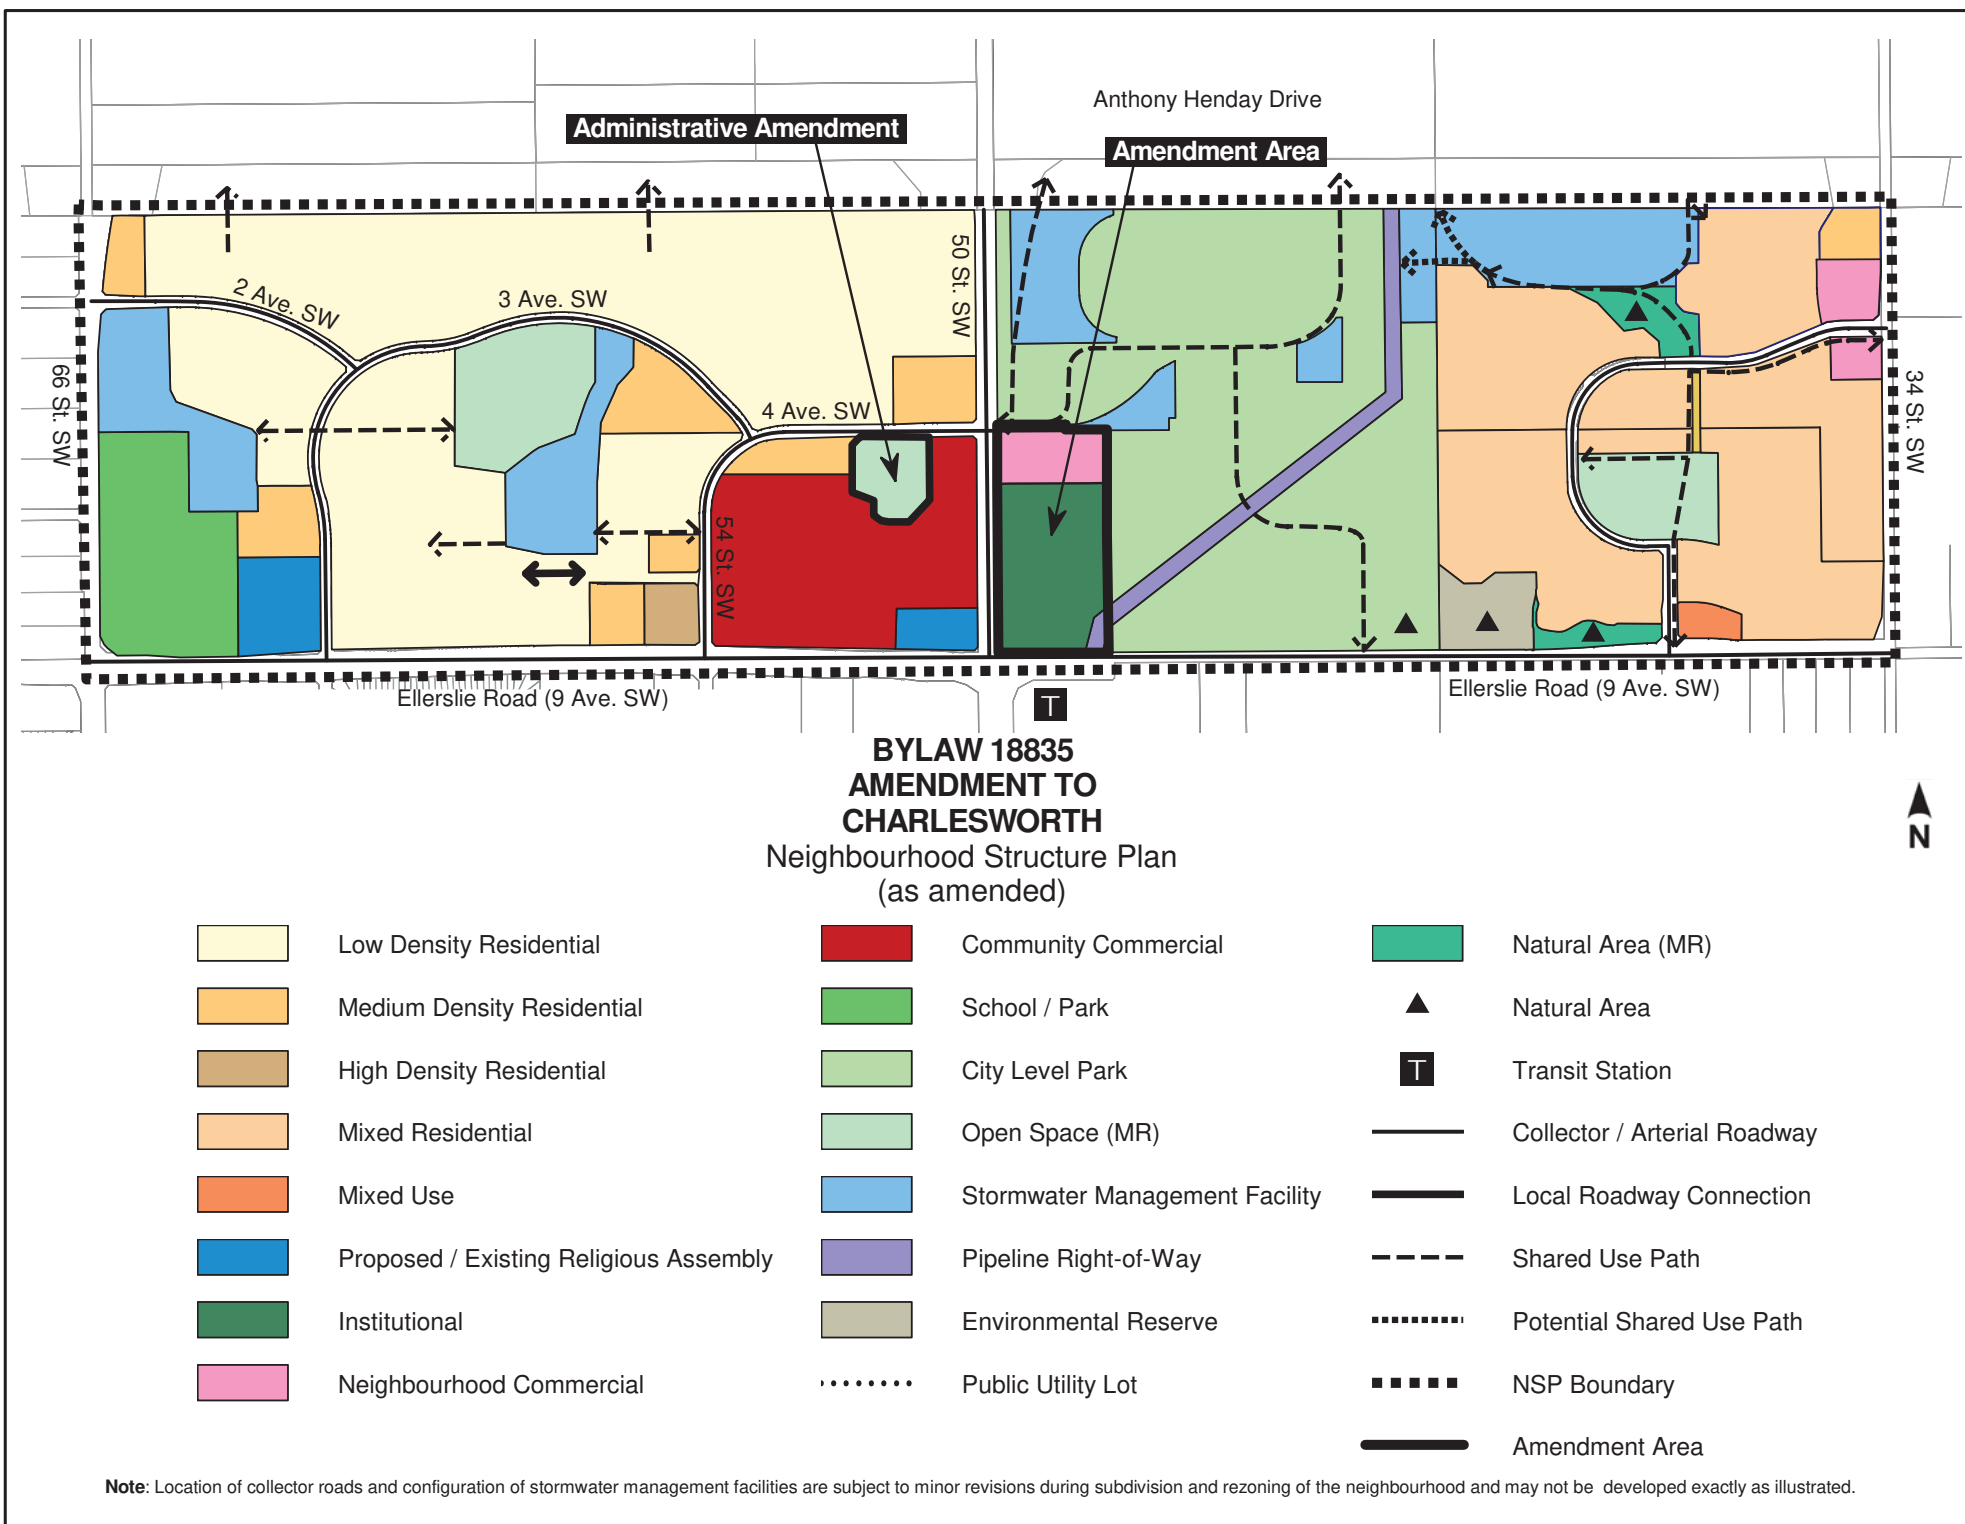 Anthony Henday Drive
Administrative Amendment
Amendment Area
2 Ave. SW
3 Ave. SW
4 Ave. SW
50 St. SW
66 St. SW
54 St. SW
34 St. SW
Ellerslie Road (9 Ave. SW)
Ellerslie Road (9 Ave. SW)
T
BYLAW 18835
AMENDMENT TO
CHARLESWORTH
Neighbourhood Structure Plan
(as amended)
N
Low Density Residential
Medium Density Residential
High Density Residential
Mixed Residential
Mixed Use
Proposed / Existing Religious Assembly
Institutional
Neighbourhood Commercial
Community Commercial
School / Park
City Level Park
Open Space (MR)
Stormwater Management Facility
Pipeline Right-of-Way
Environmental Reserve
Public Utility Lot
Natural Area (MR)
Natural Area
T Transit Station
Collector / Arterial Roadway
Local Roadway Connection
Shared Use Path
Potential Shared Use Path
NSP Boundary
Amendment Area
Note: Location of collector roads and configuration of stormwater management facilities are subject to minor revisions during subdivision and rezoning of the neighbourhood and may not be developed exactly as illustrated.